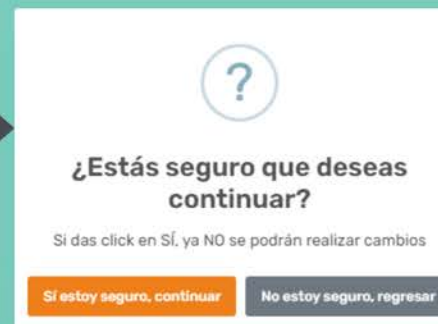 ?
¿Estás seguro que deseas
continuar?
Si das click en SÍ, ya NO se podrán realizar cambios
Sí estoy seguro, continuar
No estoy seguro, regresar